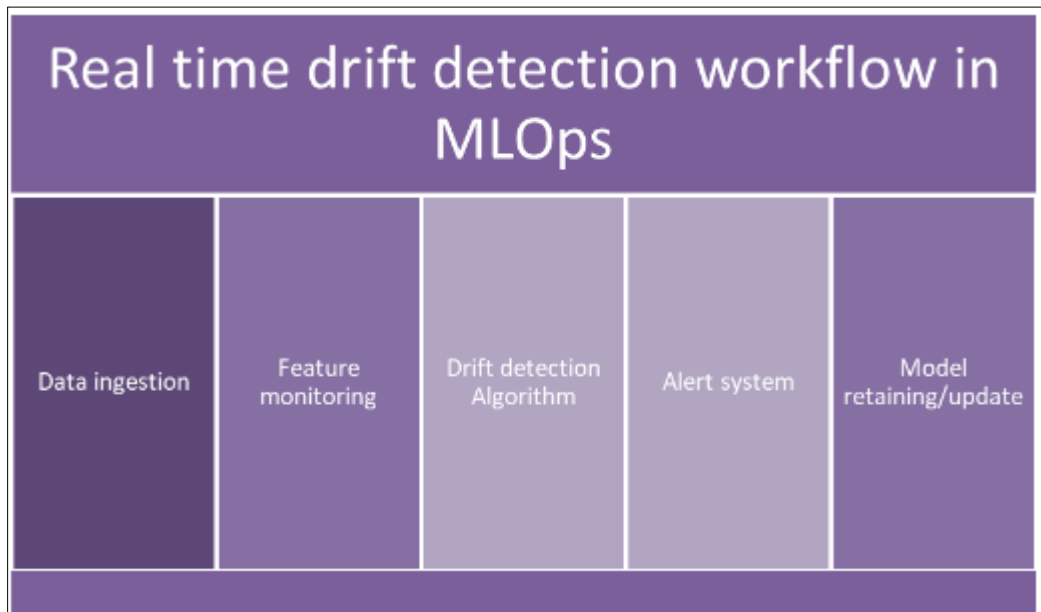 Real time drift detection workflow in
MLOps
Data ingestion
Feature
monitoring
Drift detection
Algorithm
Alert system
Model
retaining/update